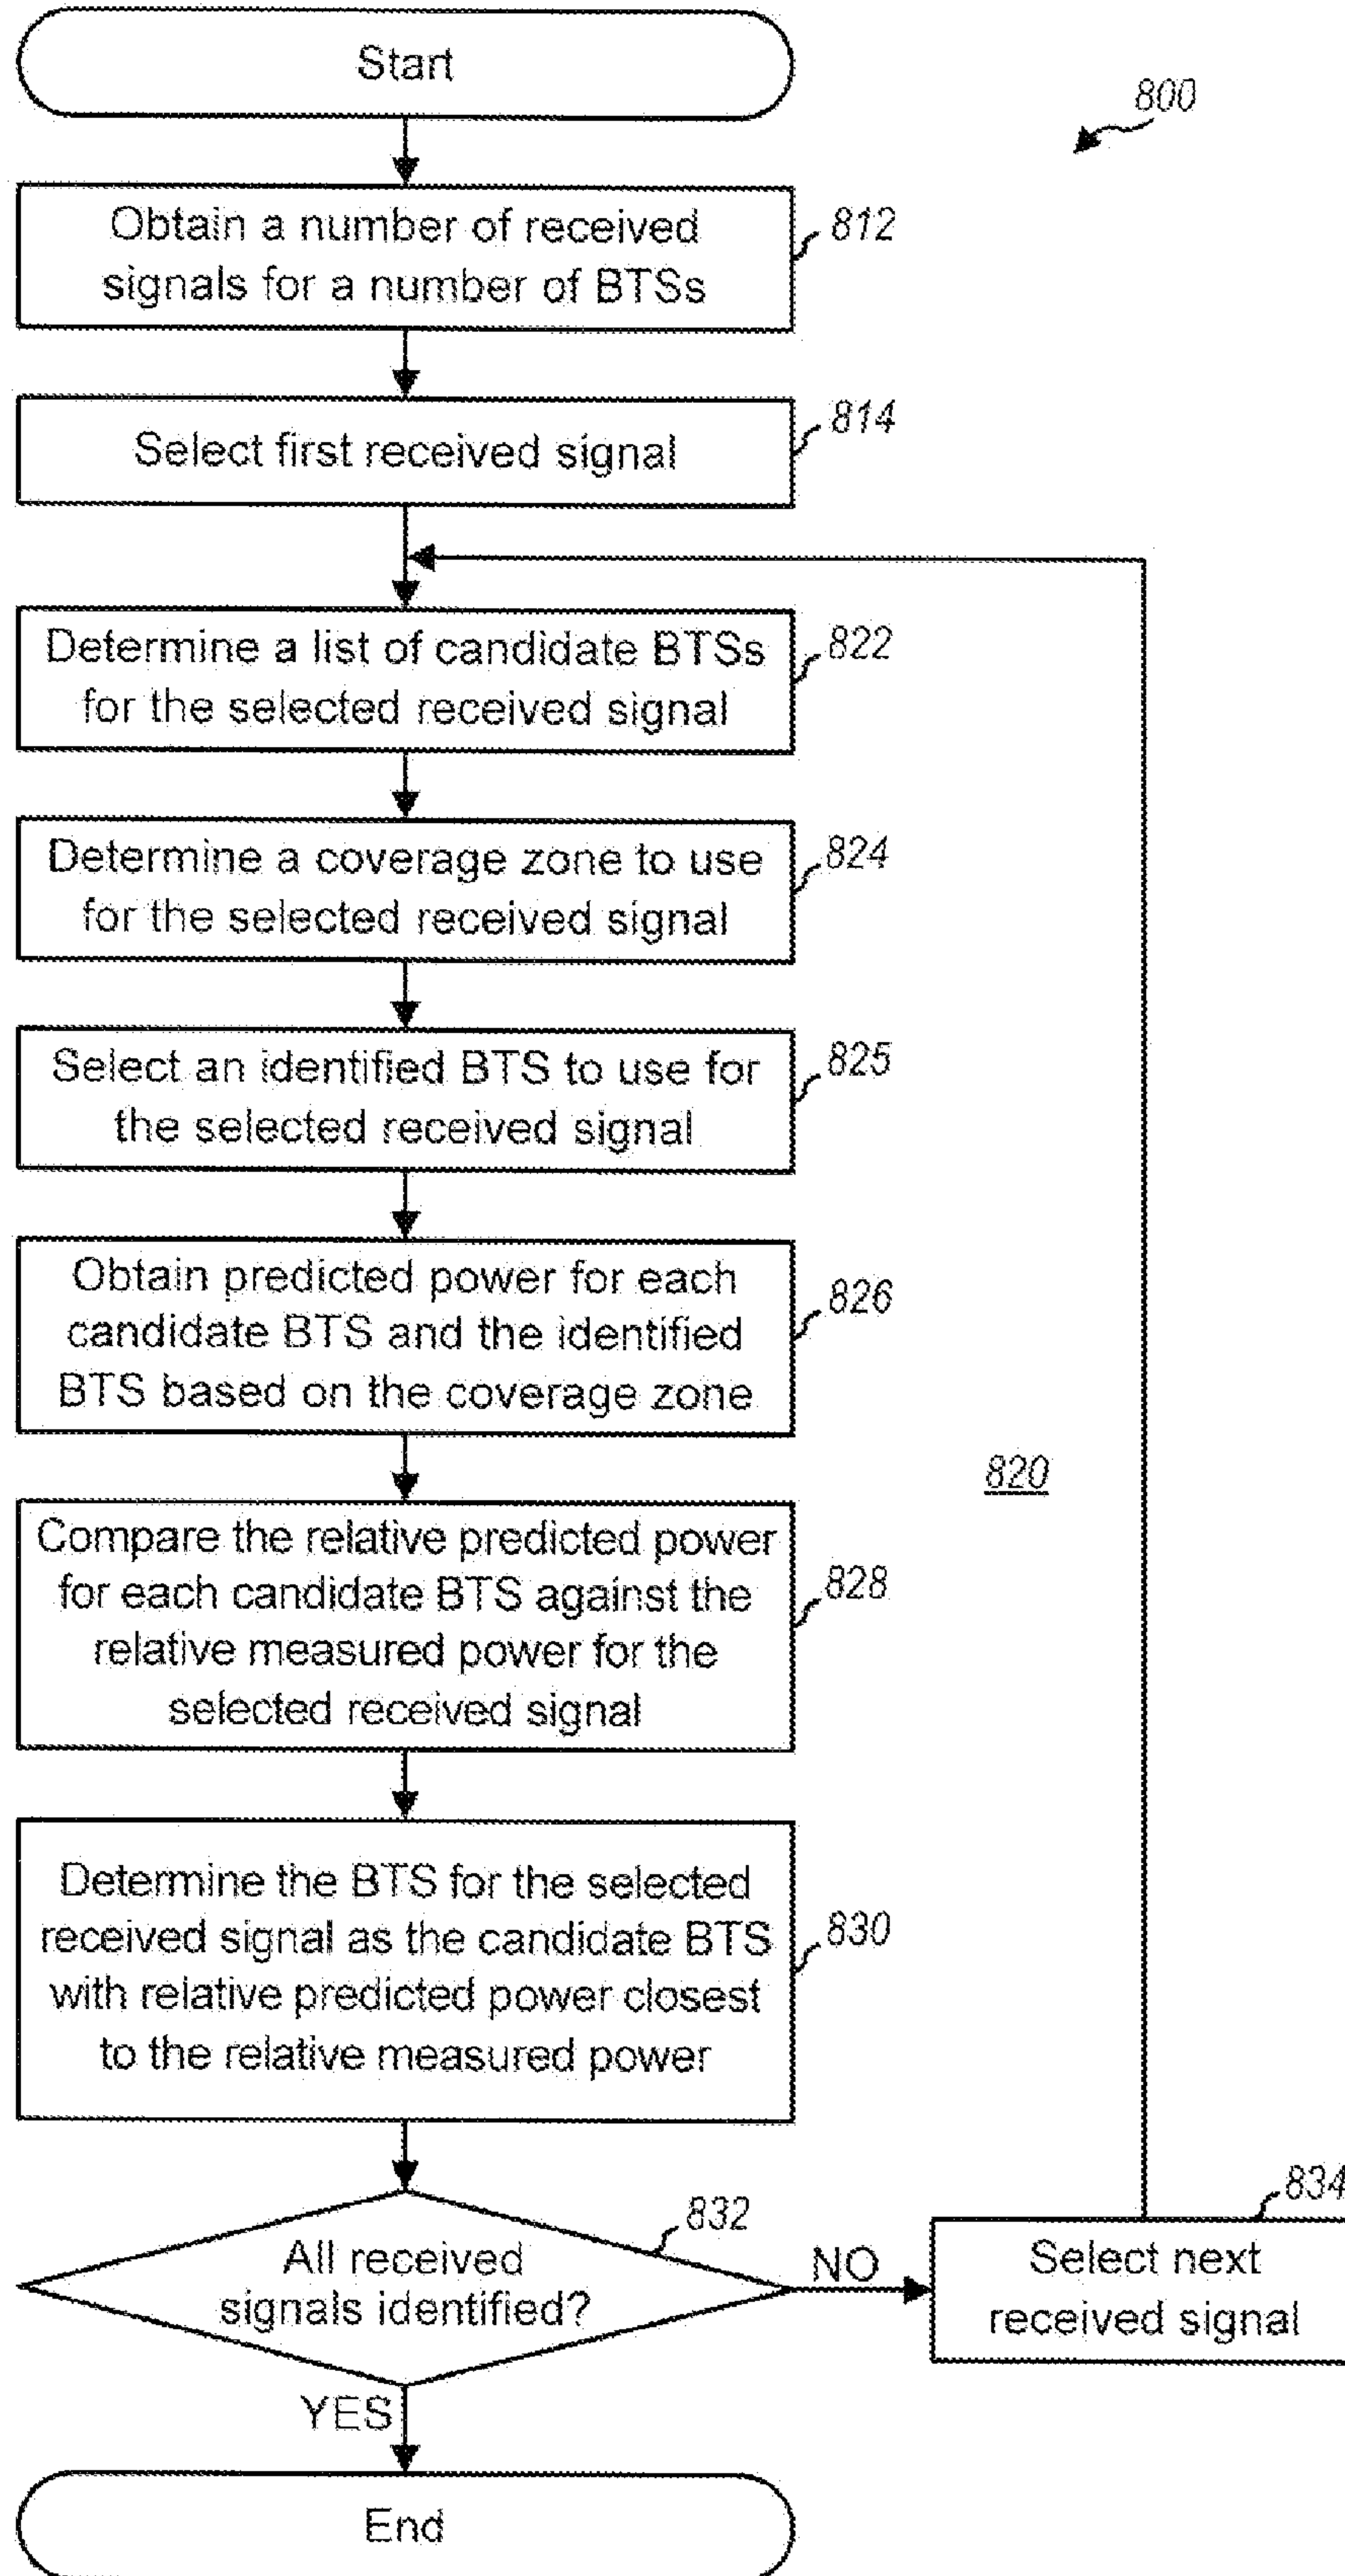 Start
800
Obtain a number of received
signals for a number of BTSs
812
Select first received signal
814
Determine a list of candidate BTSs
for the selected received signal
822
Determine a coverage zone to use
for the selected received signal
824
Select an identified BTS to use for
the selected received signal
825
Obtain predicted power for each
candidate BTS and the identified
BTS based on the coverage zone
826
820
Compare the relative predicted power
for each candidate BTS against the
relative measured power for the
selected received signal
828
Determine the BTS for the selected
received signal as the candidate BTS
with relative predicted power closest
to the relative measured power
830
All received
signals identified?
832
NO
Select next
received signal
834
YES
End